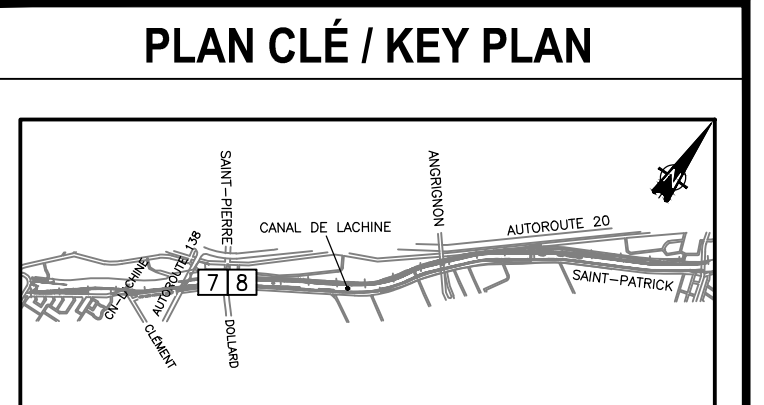 PLAN CLÉ / KEY PLAN
N
SAINT-PIERRE
ANGRIGNON
CANAL DE LACHINE
AUTOROUTE 20
AUTOROUTE 138
CN-LACHINE
7 8
SAINT-PATRICK
CLÉMENT
DOLLARD